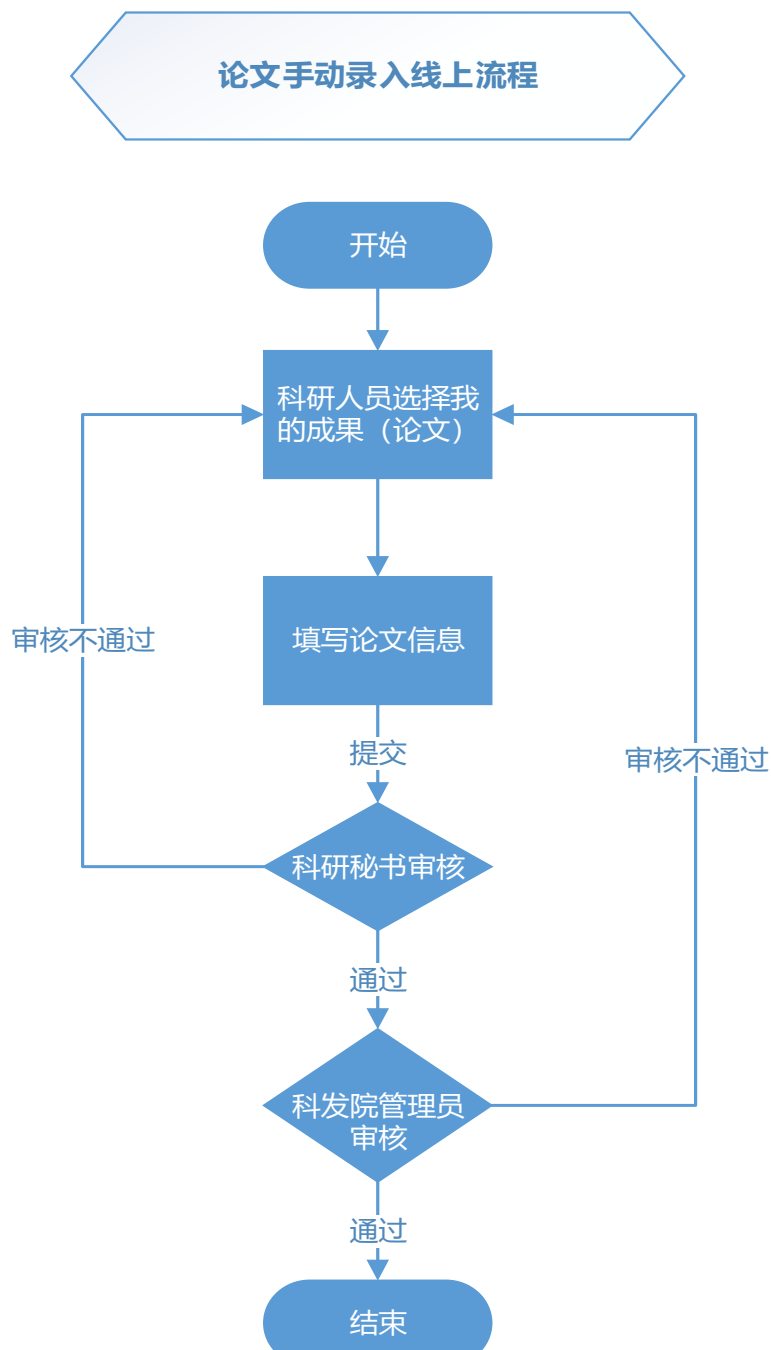 论文手动录入线上流程
开始
科研人员选择我
的成果（论文）
填写论文信息
审核不通过
提交
审核不通过
科研秘书审核
通过
科发院管理员
审核
通过
结束